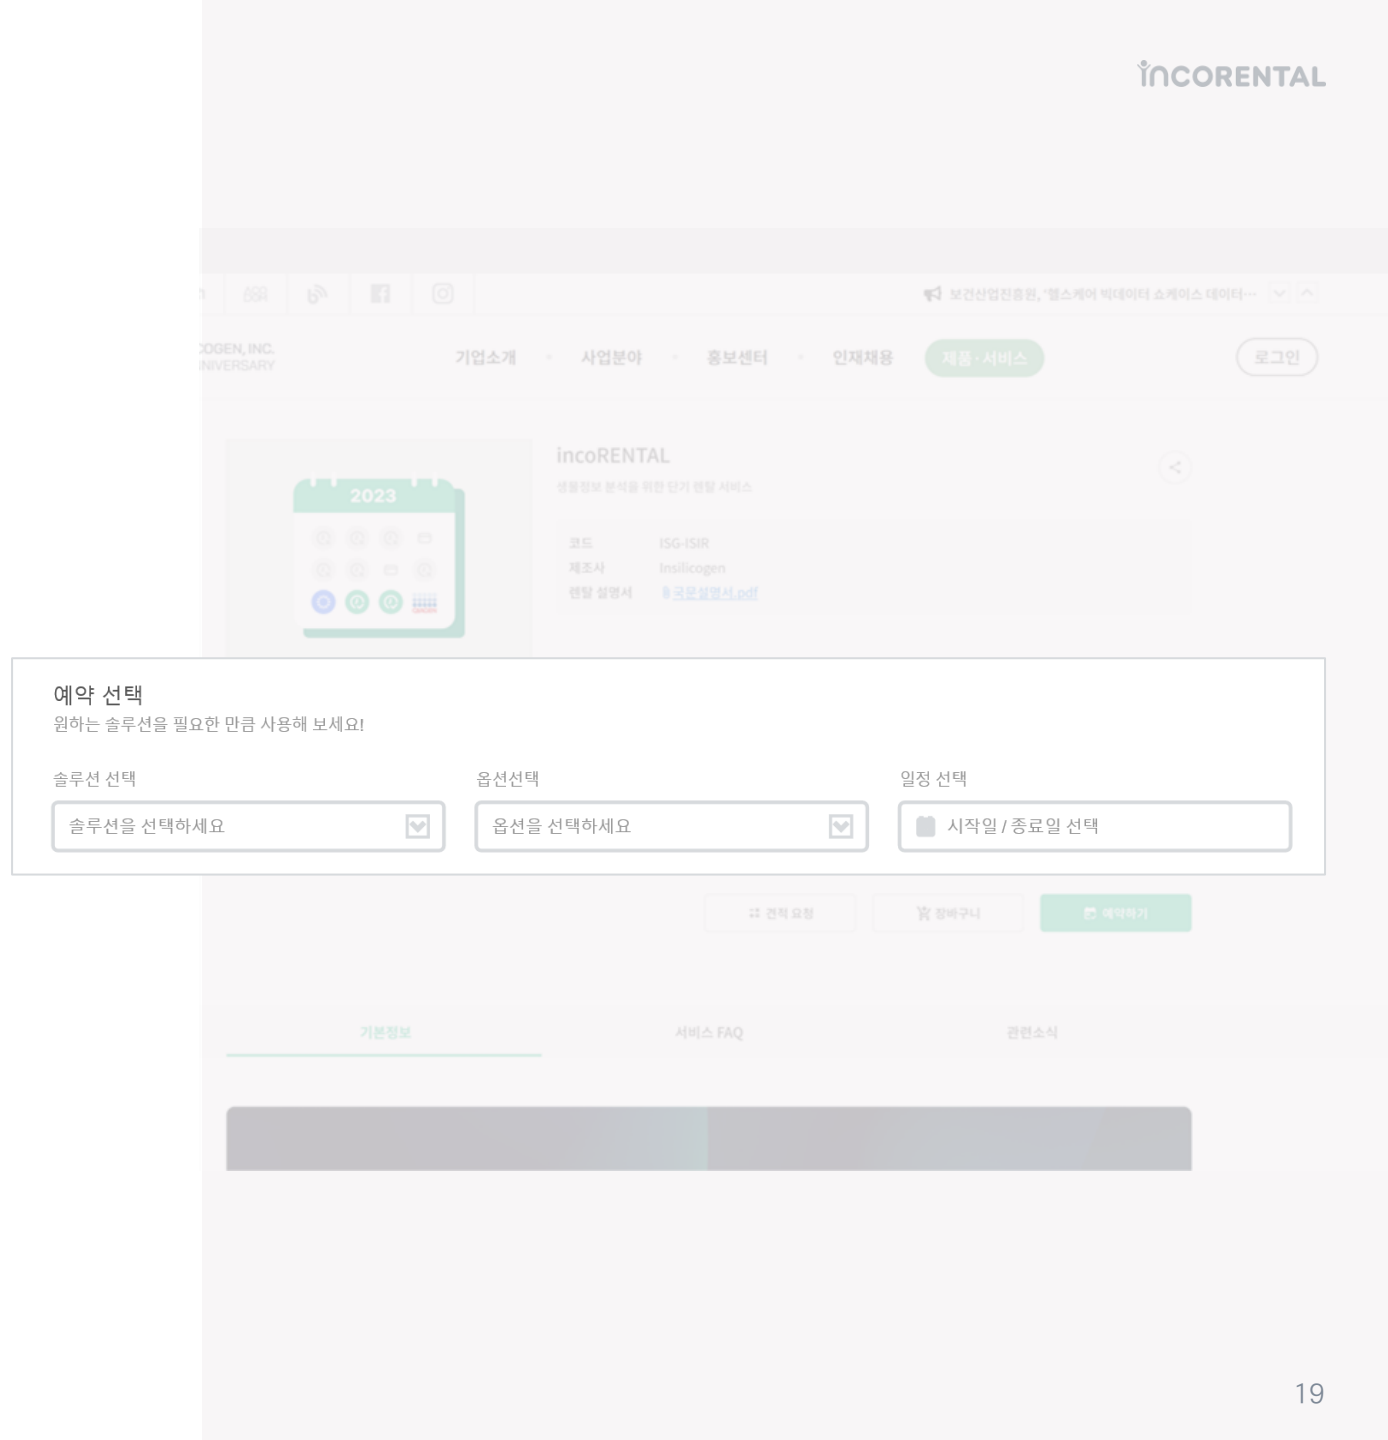 INCORENTAL
보건산업진흥원, '헬스케어 빅데이터 쇼케이스 데이터…
COGEN, INC.
NIVERSARY
기업소개
사업분야
홍보센터
인재채용
제품·서비스
로그인
2023
incoRENTAL
생물정보 분석을 위한 단기 렌탈 서비스
코드 ISG-ISIR
제조사 Insilicogen
렌탈 설명서 국문설명서.pdf
예약 선택
원하는 솔루션을 필요한 만큼 사용해 보세요!
솔루션 선택
솔루션을 선택하세요
옵션선택
옵션을 선택하세요
일정 선택
시작일 / 종료일 선택
견적 요청
장바구니
예약하기
기본정보
서비스 FAQ
관련소식
19